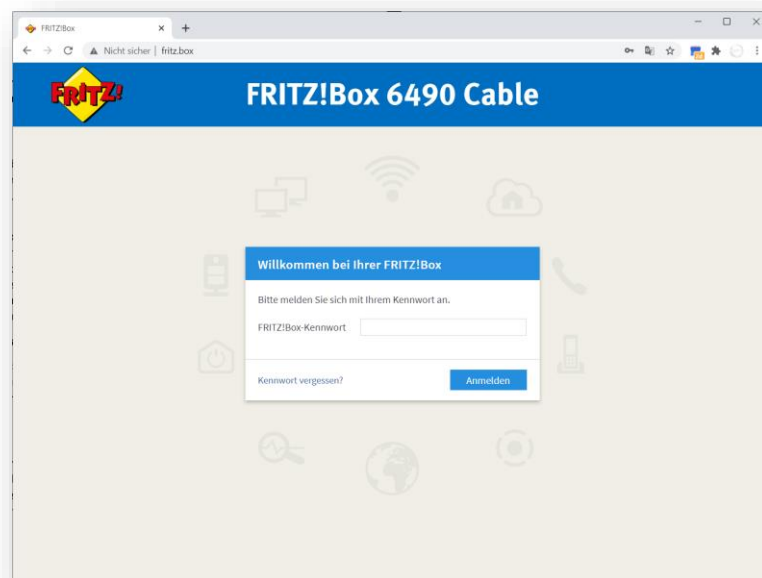 FRITZ!Box
Nicht sicher | fritz.box
FRITZ!
FRITZ!Box 6490 Cable
Willkommen bei Ihrer FRITZ!Box
Bitte melden Sie sich mit Ihrem Kennwort an.
FRITZ!Box-Kennwort
Kennwort vergessen?
Anmelden